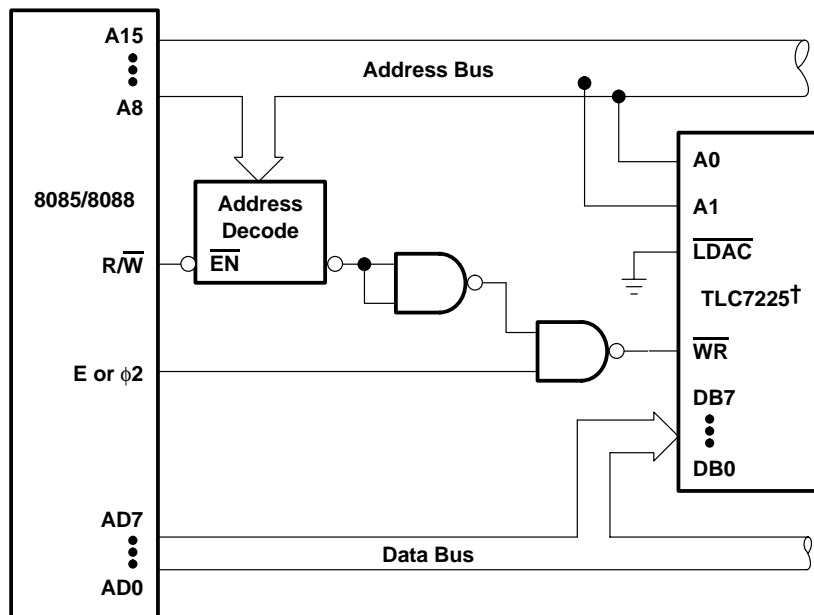 A15
Address Bus
A8
8085/8088
Address
Decode
EN
R/W
E or ϕ2
AD7
Data Bus
AD0
A0
A1
LDAC
TLC7225†
WR
DB7
DB0